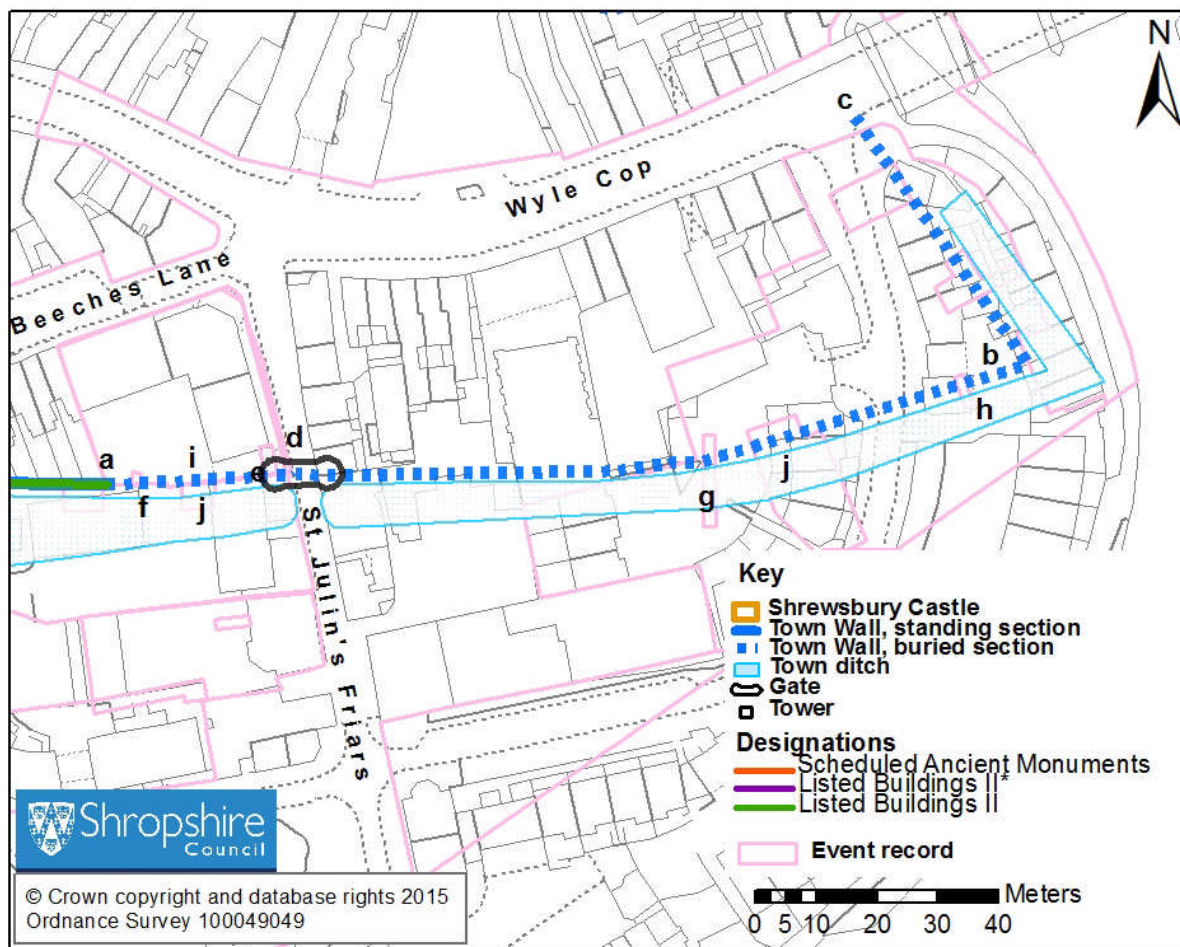 N
c
Wyle Cop
Beeches Lane
b
h
a
i
d
e
f
j
j
g
St Julin's Friars
Key
Shrewsbury Castle
Town Wall, standing section
Town Wall, buried section
Town ditch
Gate
Tower
Designations
Scheduled Ancient Monuments
Listed Buildings II*
Listed Buildings II
Event record
Meters
0 5 10 20 30 40
Shropshire
Council
© Crown copyright and database rights 2015
Ordnance Survey 100049049